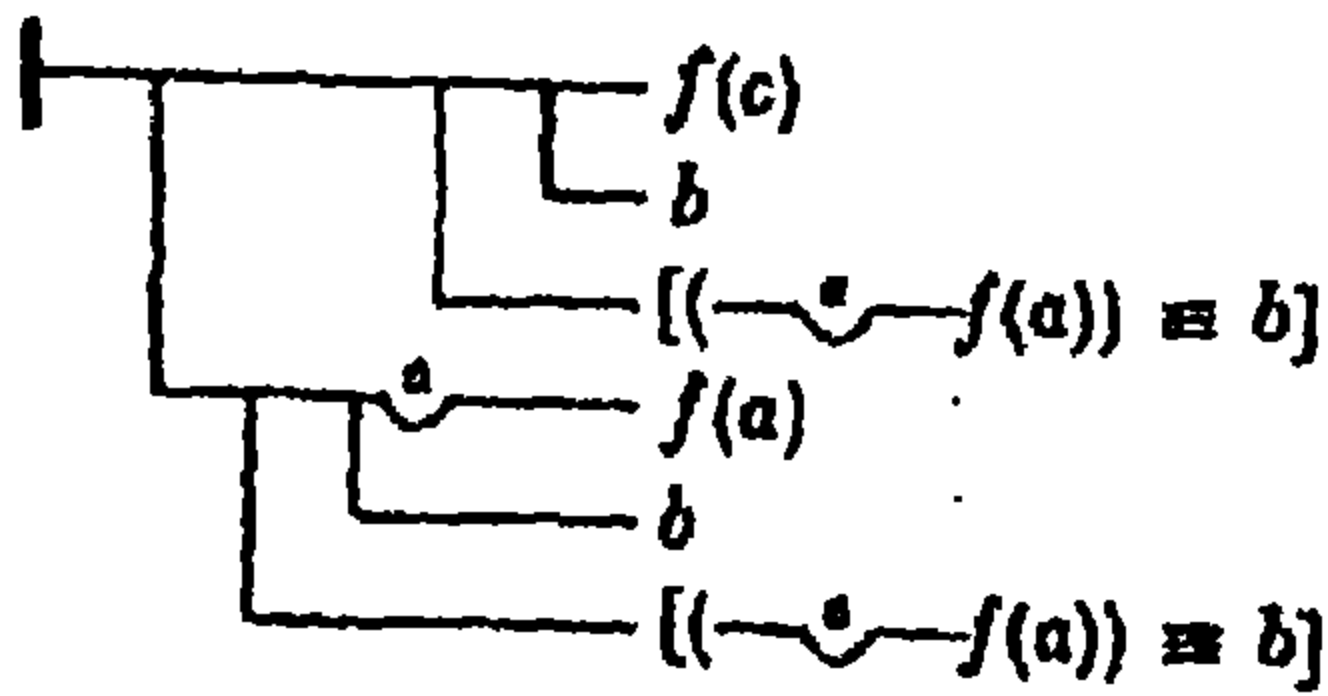 f(c)
b
[(—a—f(a)) ≡ b]
a f(a)
b
[(—a—f(a)) ≡ b]